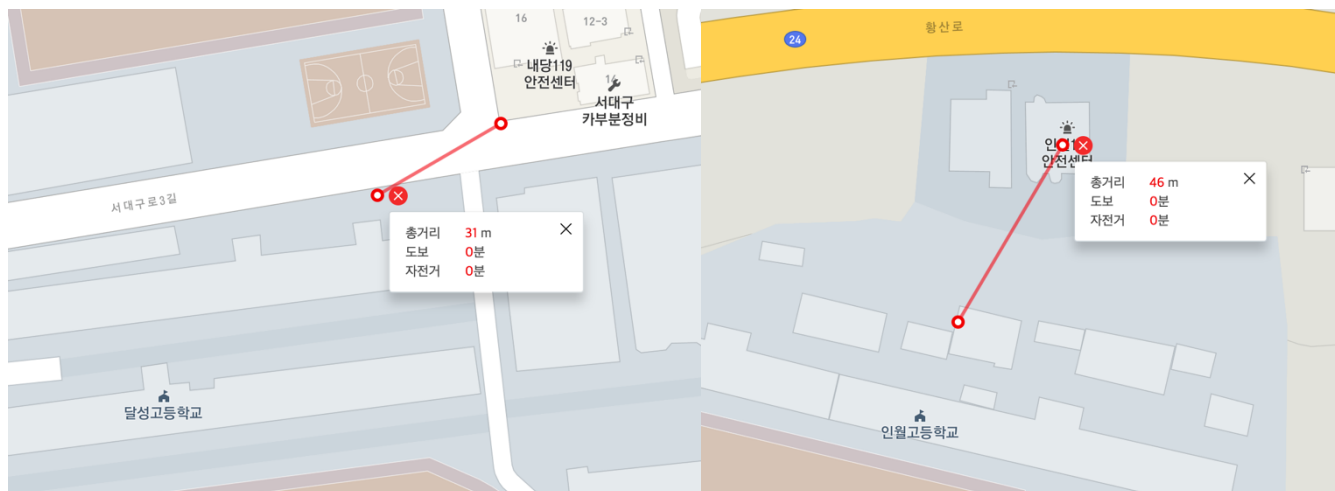 16
12-3
내당119
안전센터
14
서대구
카부분정비
서대구로3길
총거리 31 m
도보 0분
자전거 0분
달성고등학교
24
황산로
안전센터
총거리 46 m
도보 0분
자전거 0분
인월고등학교